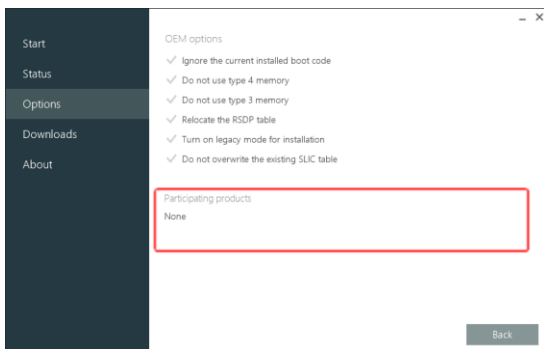 Start
Status
Options
Downloads
About
OEM options
Ignore the current installed boot code
Do not use type 4 memory
Do not use type 3 memory
Relocate the RSDP table
Turn on legacy mode for installation
Do not overwrite the existing SLIC table
Participating products
None
Back